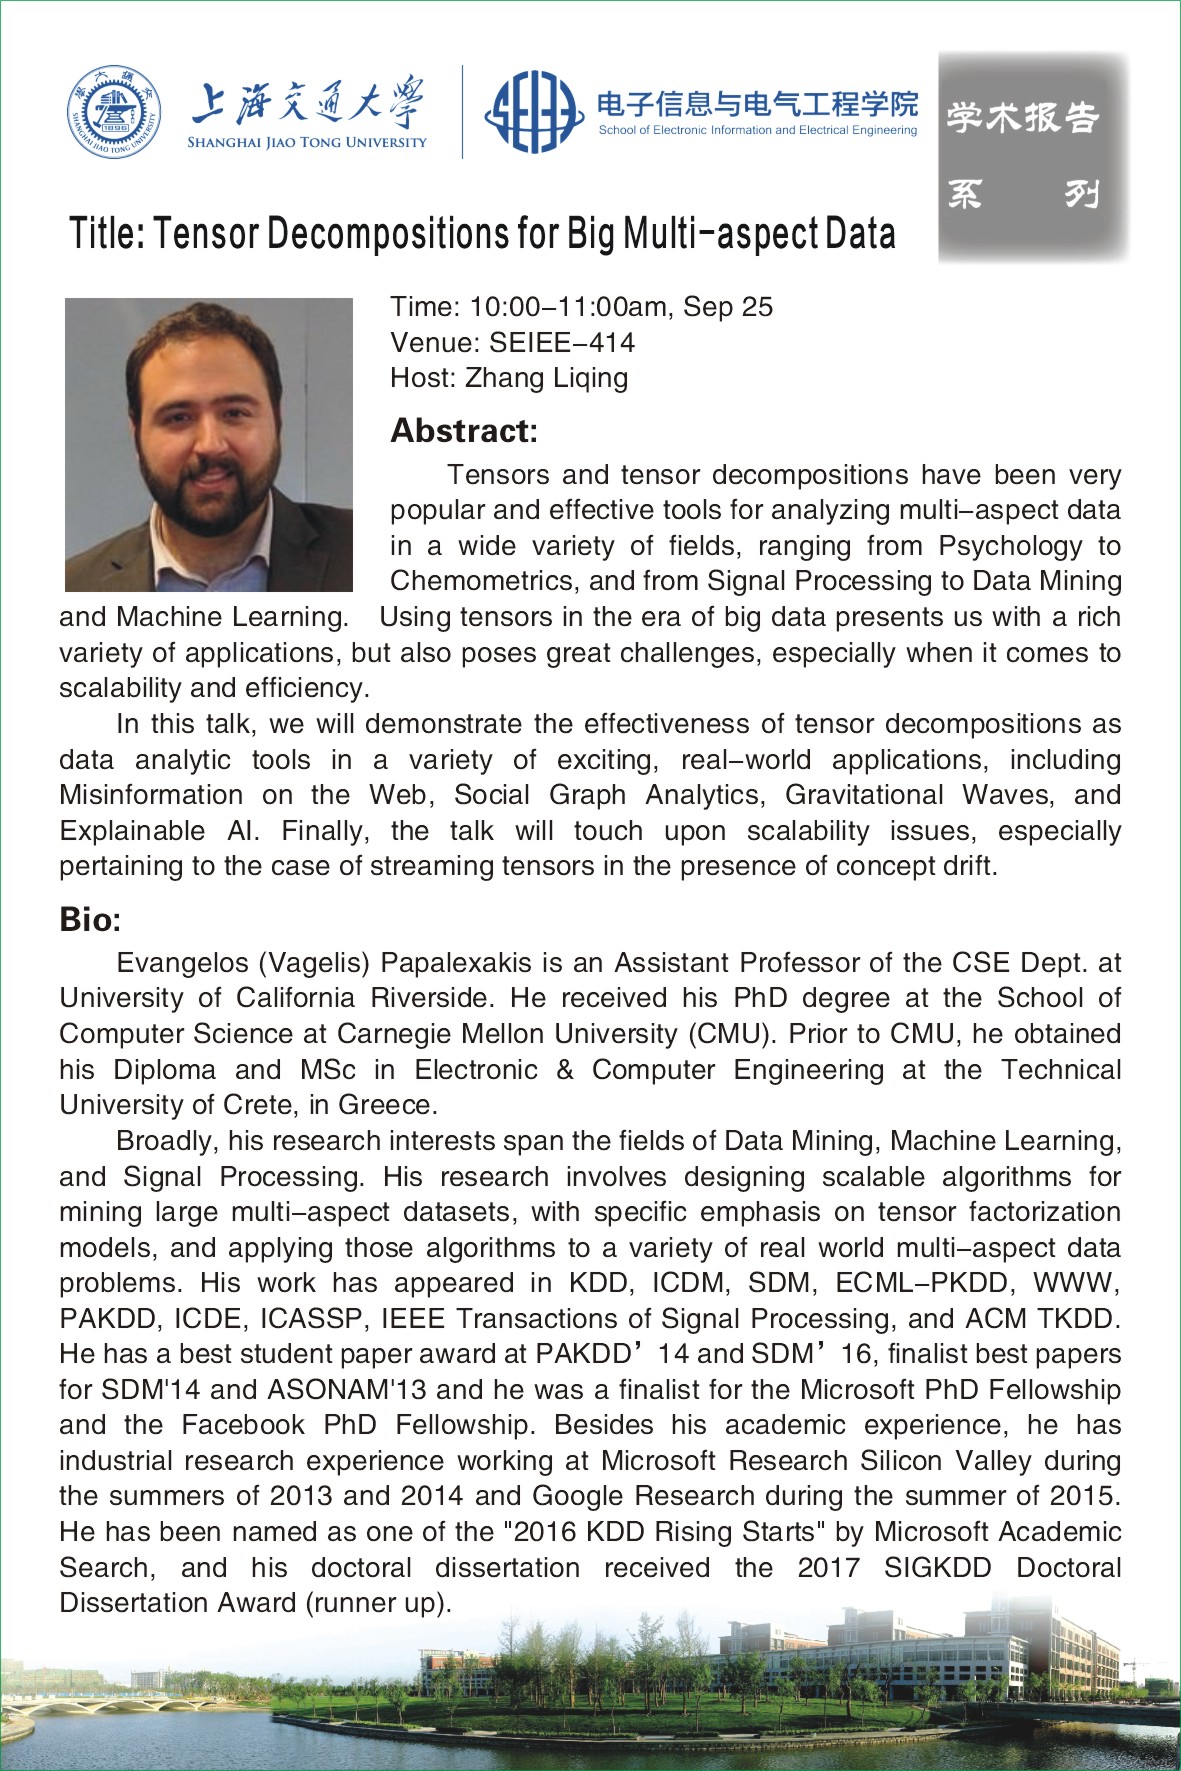 上海交通大学
SHANGHAI JIAO TONG UNIVERSITY
1896
SHANGHAI JIAO TONG UNIVERSITY
SEIEE
电子信息与电气工程学院
School of Electronic Information and Electrical Engineering
学术报告
系 列
Title: Tensor Decompositions for Big Multi-aspect Data
Time: 10:00-11:00am, Sep 25
Venue: SEIEE-414
Host: Zhang Liqing
Abstract:
Tensors and tensor decompositions have been very
popular and effective tools for analyzing multi-aspect data
in a wide variety of fields, ranging from Psychology to
Chemometrics, and from Signal Processing to Data Mining
and Machine Learning. Using tensors in the era of big data presents us with a rich
variety of applications, but also poses great challenges, especially when it comes to
scalability and efficiency.
In this talk, we will demonstrate the effectiveness of tensor decompositions as
data analytic tools in a variety of exciting, real-world applications, including
Misinformation on the Web, Social Graph Analytics, Gravitational Waves, and
Explainable AI. Finally, the talk will touch upon scalability issues, especially
pertaining to the case of streaming tensors in the presence of concept drift.
Bio:
Evangelos (Vagelis) Papalexakis is an Assistant Professor of the CSE Dept. at
University of California Riverside. He received his PhD degree at the School of
Computer Science at Carnegie Mellon University (CMU). Prior to CMU, he obtained
his Diploma and MSc in Electronic & Computer Engineering at the Technical
University of Crete, in Greece.
Broadly, his research interests span the fields of Data Mining, Machine Learning,
and Signal Processing. His research involves designing scalable algorithms for
mining large multi-aspect datasets, with specific emphasis on tensor factorization
models, and applying those algorithms to a variety of real world multi-aspect data
problems. His work has appeared in KDD, ICDM, SDM, ECML-PKDD, WWW,
PAKDD, ICDE, ICASSP, IEEE Transactions of Signal Processing, and ACM TKDD.
He has a best student paper award at PAKDD’ 14 and SDM’ 16, finalist best papers
for SDM'14 and ASONAM'13 and he was a finalist for the Microsoft PhD Fellowship
and the Facebook PhD Fellowship. Besides his academic experience, he has
industrial research experience working at Microsoft Research Silicon Valley during
the summers of 2013 and 2014 and Google Research during the summer of 2015.
He has been named as one of the "2016 KDD Rising Starts" by Microsoft Academic
Search, and his doctoral dissertation received the 2017 SIGKDD Doctoral
Dissertation Award (runner up).